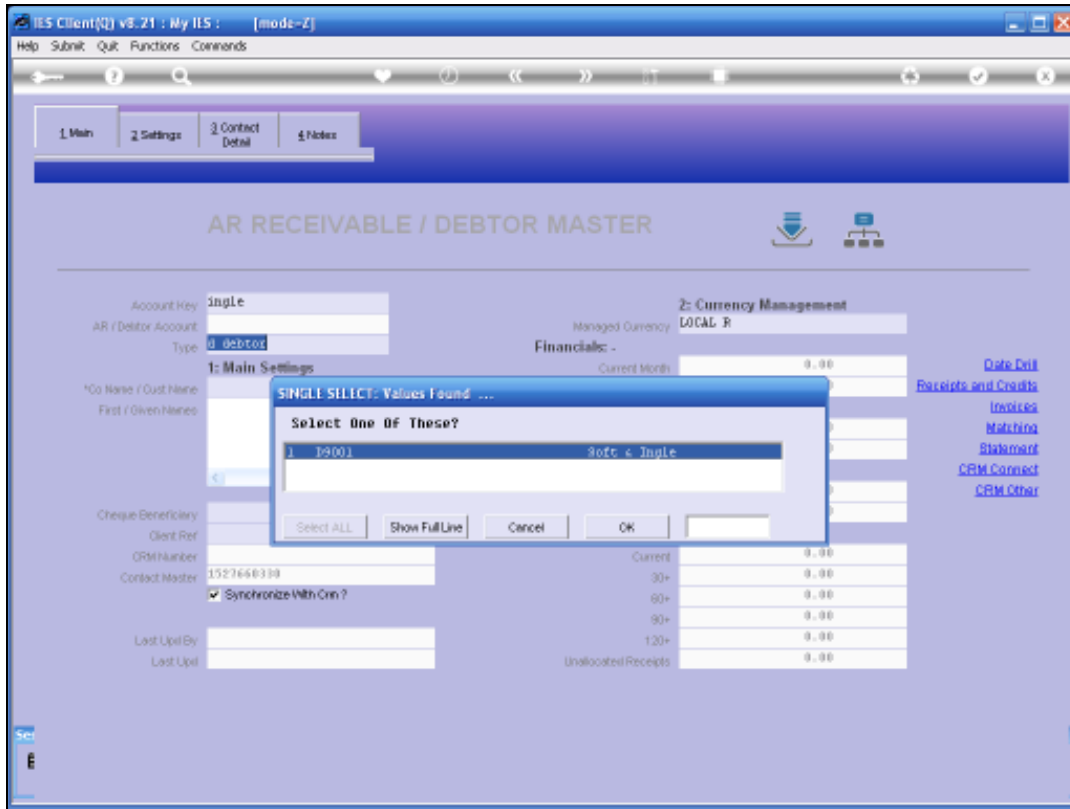 IES Client(Q) v8.21 : My IES : [mode-Z]
Help Submit Quit Functions Commands
1 Main
2 Settings
3 Contact Detail
4 Notes
AR RECEIVABLE / DEBTOR MASTER
Account Key ingle
2: Currency Management
AR / Debtor Account
Managed Currency LOCAL R
Type d debtor
Financials: -
1: Main Settings
Current Month 0.00
Date Drill
*Co Name / Cust Name
Receipts and Credits
First / Given Names
Invoices
Matching
Statement
CRM Connect
CRM Other
SINGLE SELECT: Values Found ...
Select One Of These?
1 D9001 Soft & Ingle
Select ALL
Show Full Line
Cancel
OK
Cheque Beneficiary
Client Ref
CRM Number
Current 0.00
Contact Master 1527660330
30+ 0.00
Synchronize With Crm ?
60+ 0.00
90+ 0.00
Last Upd By
120+ 0.00
Last Upd
Unallocated Receipts 0.00